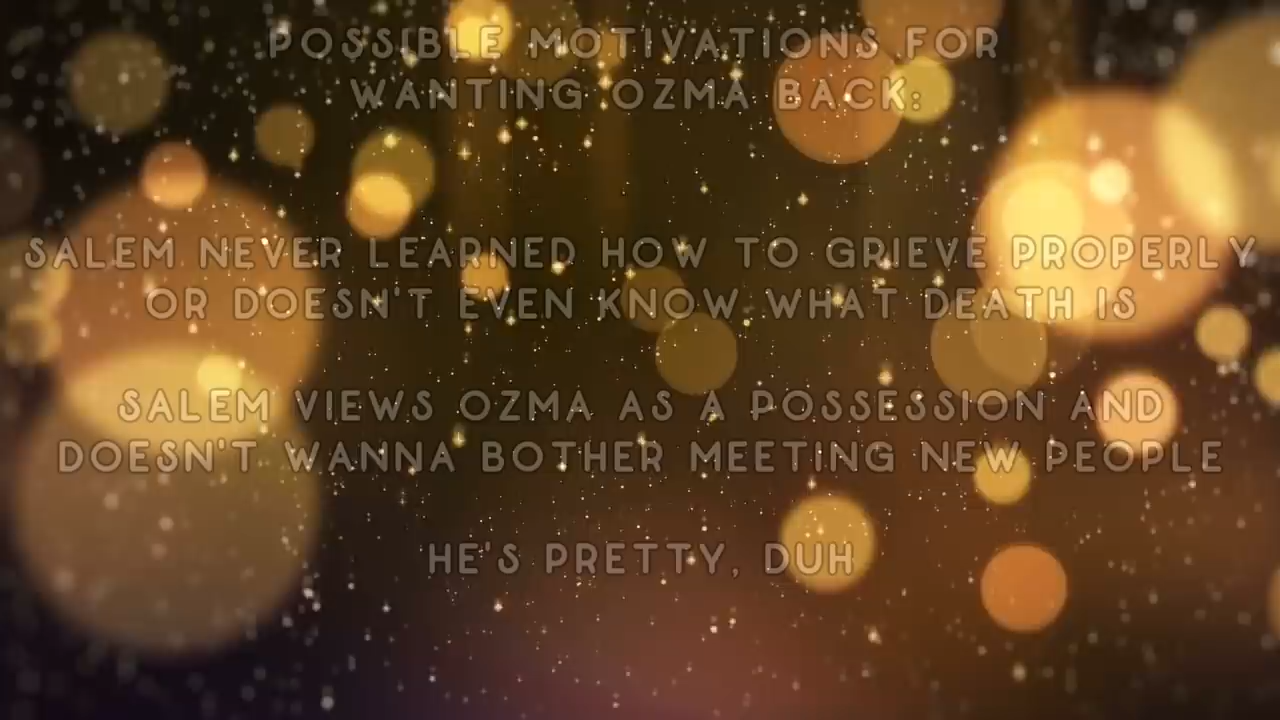 POSSIBLE MOTIVATIONS FOR
WANTING OZMA BACK:
SALEM NEVER LEARNED HOW TO GRIEVE PROPERLY
OR DOESN'T EVEN KNOW WHAT DEATH IS
SALEM VIEWS OZMA AS A POSSESSION AND
DOESN'T WANNA BOTHER MEETING NEW PEOPLE
HE'S PRETTY, DUH